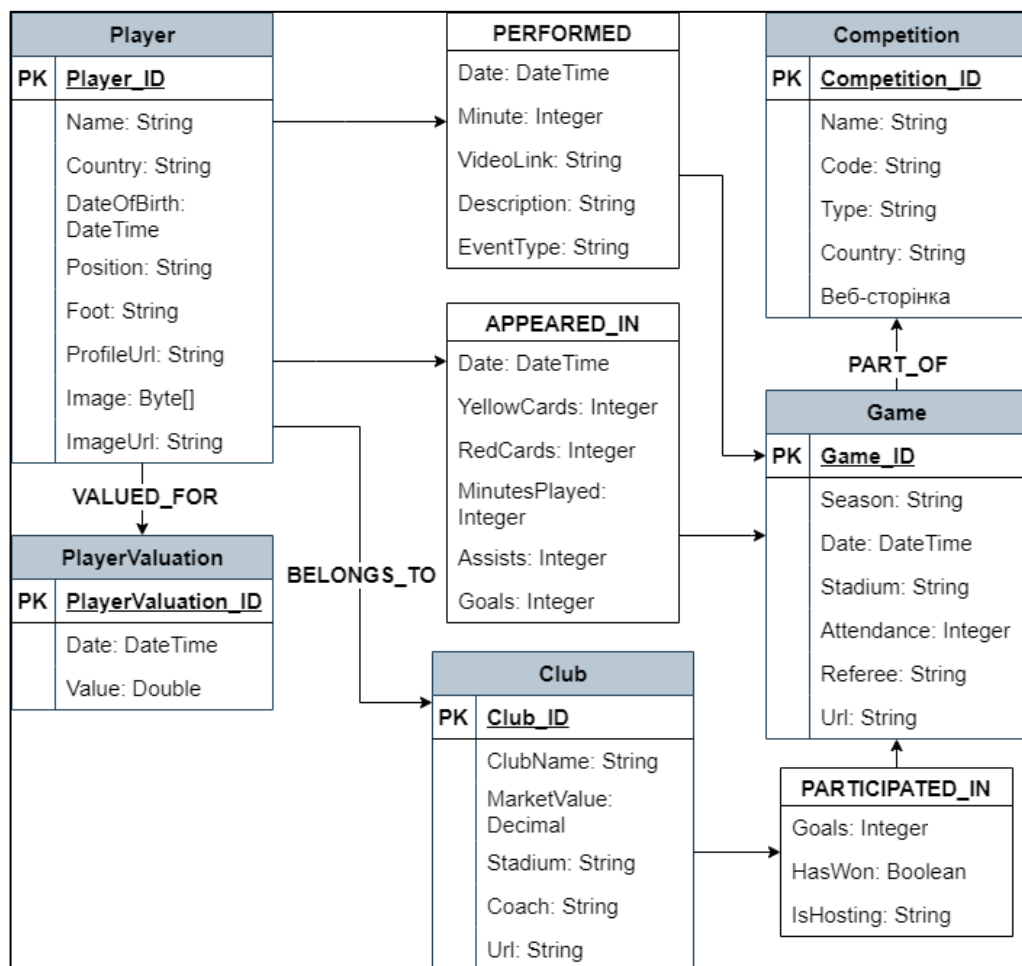 Player
PK Player_ID
Name: String
Country: String
DateOfBirth:
DateTime
Position: String
Foot: String
ProfileUrl: String
Image: Byte[]
ImageUrl: String
VALUED_FOR
PlayerValuation
PK PlayerValuation_ID
Date: DateTime
Value: Double
PERFORMED
Date: DateTime
Minute: Integer
VideoLink: String
Description: String
EventType: String
APPEARED_IN
Date: DateTime
YellowCards: Integer
RedCards: Integer
MinutesPlayed:
Integer
Assists: Integer
Goals: Integer
BELONGS_TO
Club
PK Club_ID
ClubName: String
MarketValue:
Decimal
Stadium: String
Coach: String
Url: String
Competition
PK Competition_ID
Name: String
Code: String
Type: String
Country: String
Веб-сторінка
PART_OF
Game
PK Game_ID
Season: String
Date: DateTime
Stadium: String
Attendance: Integer
Referee: String
Url: String
PARTICIPATED_IN
Goals: Integer
HasWon: Boolean
IsHosting: String